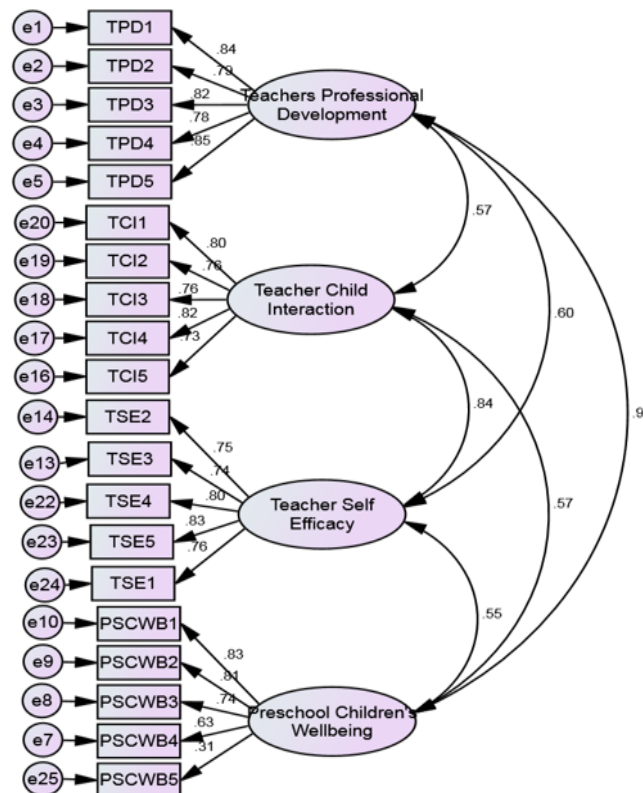 e1 TPD1
.84
e2 TPD2
.79
Teachers Professional
Development
e3 TPD3
.82
e4 TPD4
.78
e5 TPD5
.85
.57
e20 TCI1
.80
e19 TCI2
.76
Teacher Child
Interaction
e18 TCI3
.76
e17 TCI4
.82
e16 TCI5
.73
.60
.9
.84
e14 TSE2
.75
e13 TSE3
.74
Teacher Self
Efficacy
e22 TSE4
.80
e23 TSE5
.83
e24 TSE1
.76
.57
.55
e10 PSCWB1
.83
e9 PSCWB2
.81
e8 PSCWB3
.74
Preschool Children's
Wellbeing
e7 PSCWB4
.63
e25 PSCWB5
.31